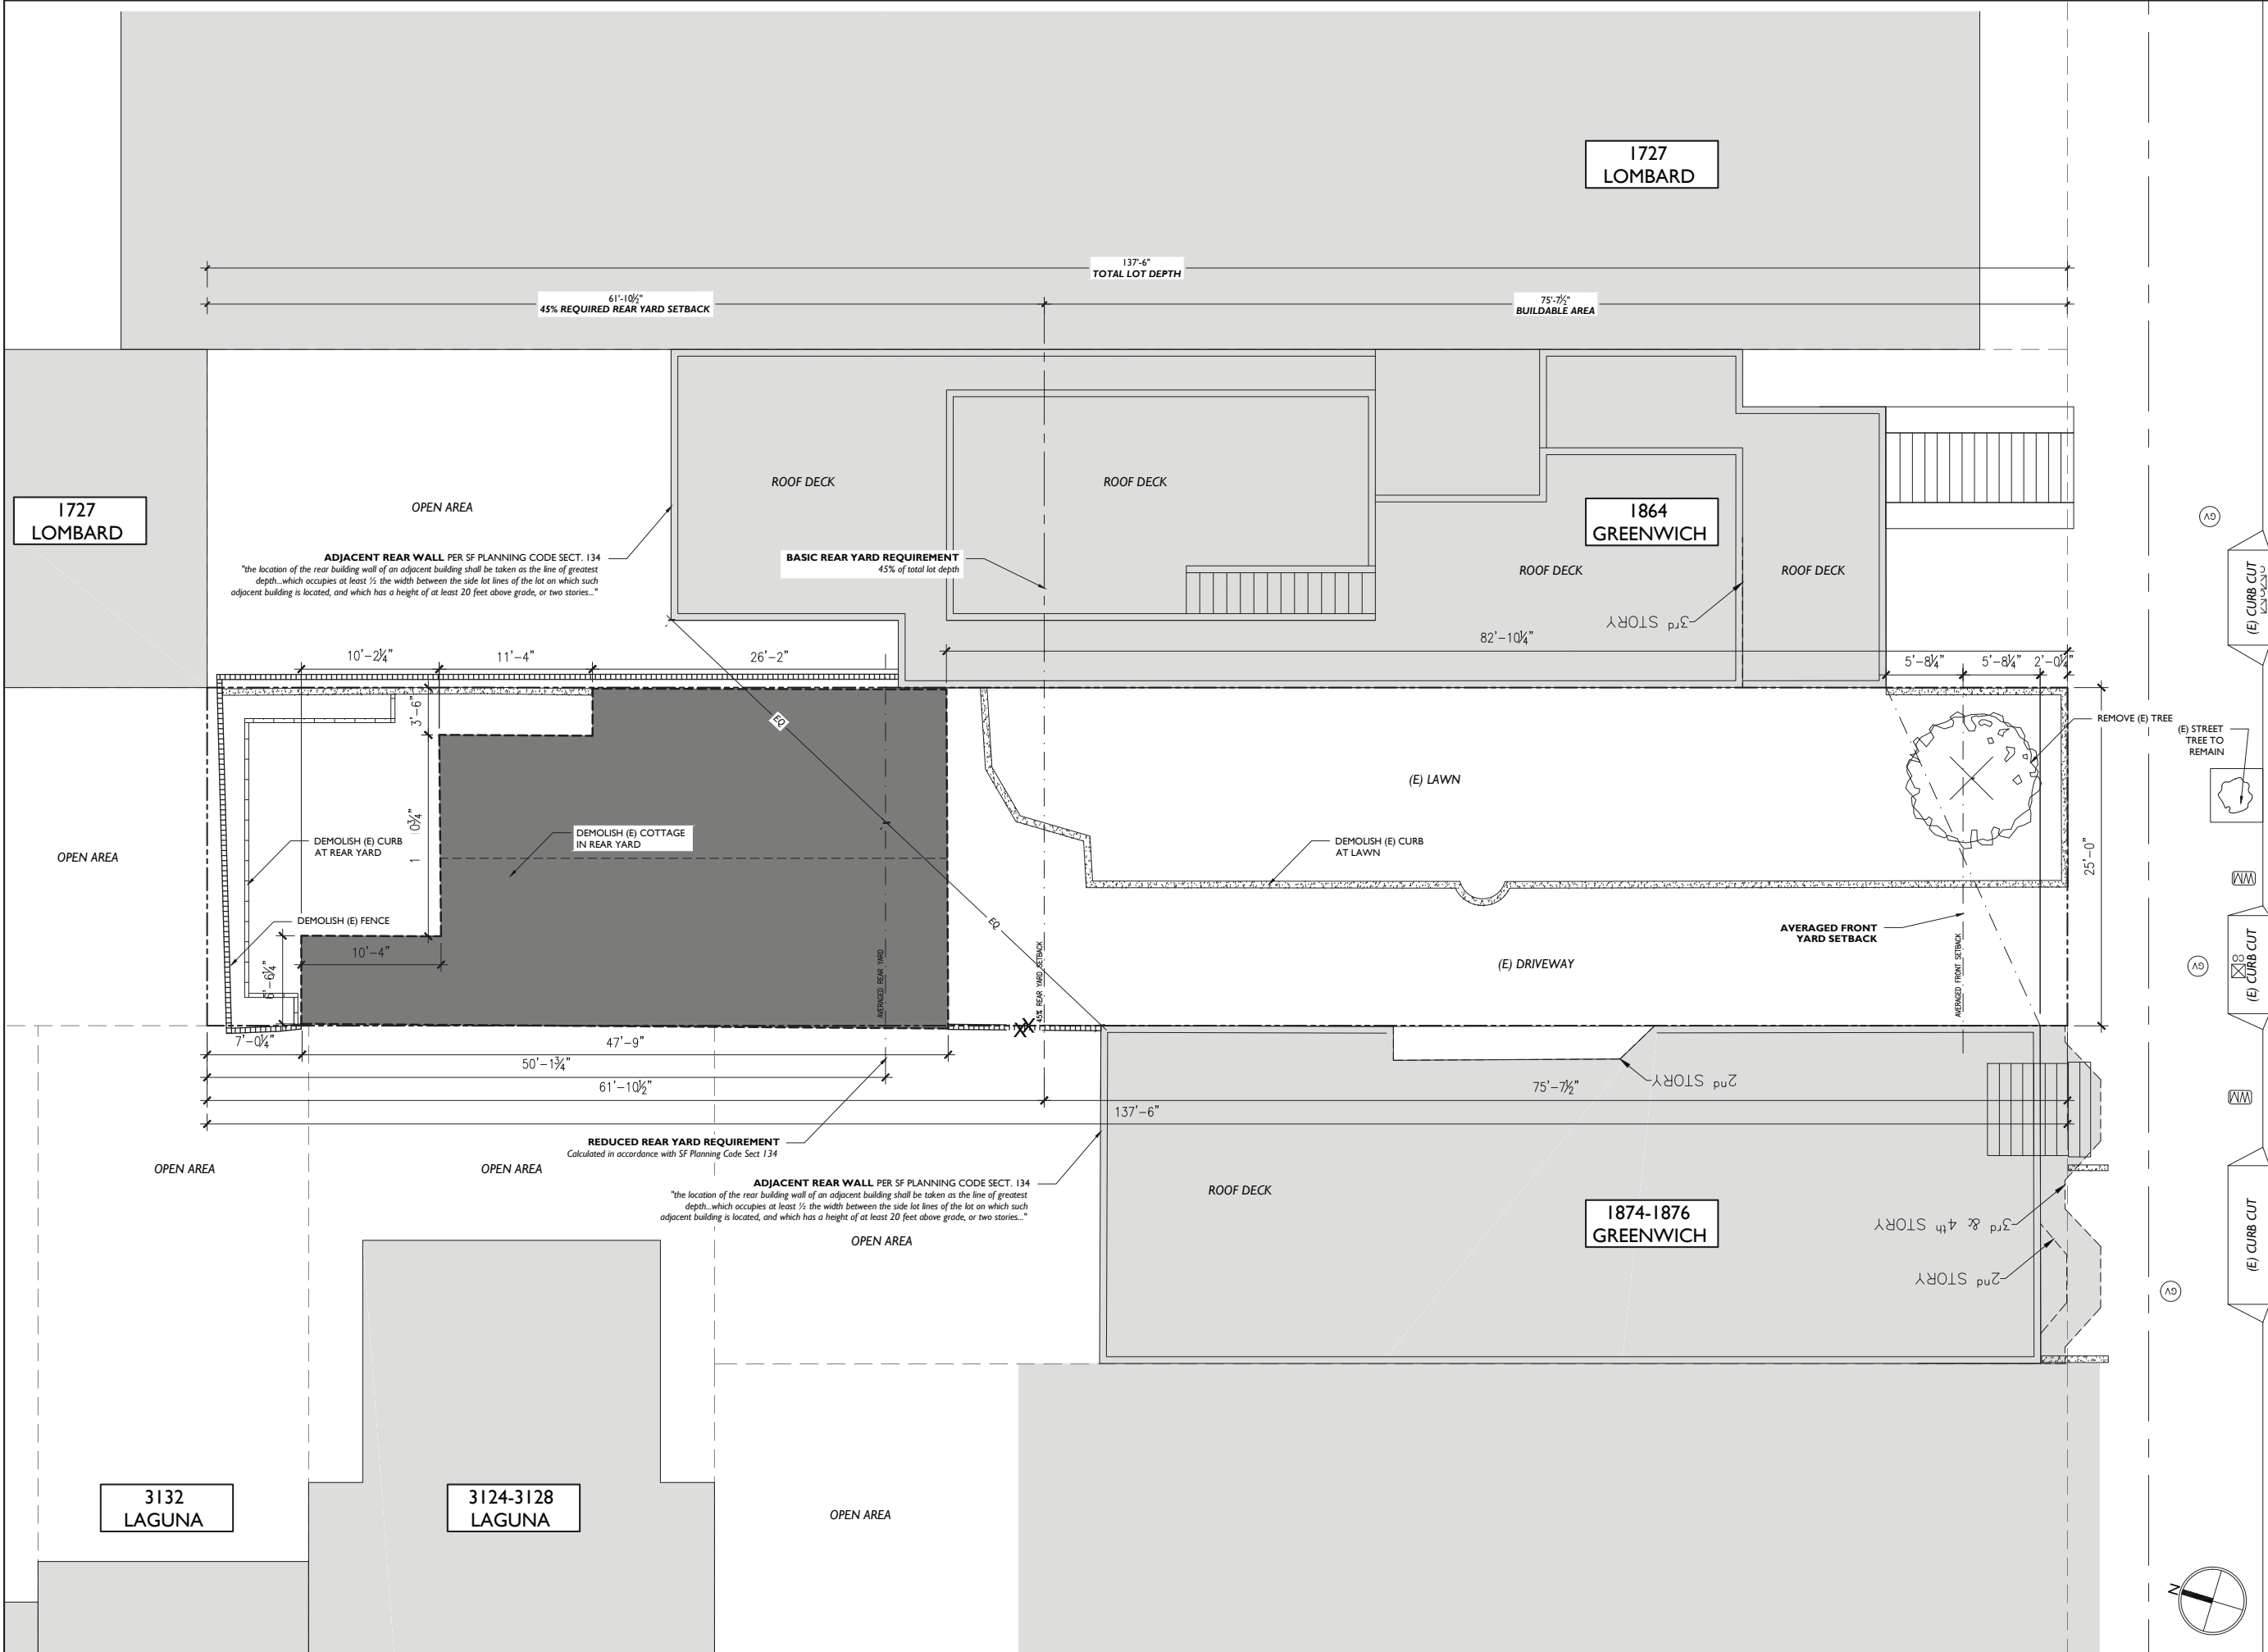 1727
LOMBARD
137'-6"
TOTAL LOT DEPTH
61'-10½"
45% REQUIRED REAR YARD SETBACK
75'-7½"
BUILDABLE AREA
1727
LOMBARD
OPEN AREA
ROOF DECK
ROOF DECK
1864
GREENWICH
ROOF DECK
ROOF DECK
3rd STORY
ADJACENT REAR WALL PER SF PLANNING CODE SECT. 134
"the location of the rear building wall of an adjacent building shall be taken as the line of greatest
depth...which occupies at least ½ the width between the side lot lines of the lot on which such
adjacent building is located, and which has a height of at least 20 feet above grade, or two stories..."
BASIC REAR YARD REQUIREMENT
45% of total lot depth
GV
(E) CURB CUT
10'-2¼"
11'-4"
26'-2"
82'-10¼"
5'-8¼"
5'-8¼"
2'-0¼"
3'-6"
EQ
REMOVE (E) TREE
(E) STREET
TREE TO
REMAIN
(E) LAWN
OPEN AREA
DEMOLISH (E) CURB
AT REAR YARD
DEMOLISH (E) COTTAGE
IN REAR YARD
DEMOLISH (E) CURB
AT LAWN
25'-0"
WM
DEMOLISH (E) FENCE
10'-4"
6'-6¼"
EQ
AVERAGED REAR YARD
45% REAR YARD SETBACK
(E) DRIVEWAY
AVERAGED FRONT
YARD SETBACK
AVERAGED FRONT SETBACK
GV
CO
(E) CURB CUT
7'-0¼"
47'-9"
50'-1¾"
61'-10½"
75'-7½"
137'-6"
2nd STORY
WM
REDUCED REAR YARD REQUIREMENT
Calculated in accordance with SF Planning Code Sect 134
OPEN AREA
OPEN AREA
ADJACENT REAR WALL PER SF PLANNING CODE SECT. 134
"the location of the rear building wall of an adjacent building shall be taken as the line of greatest
depth...which occupies at least ½ the width between the side lot lines of the lot on which such
adjacent building is located, and which has a height of at least 20 feet above grade, or two stories..."
OPEN AREA
ROOF DECK
1874-1876
GREENWICH
3rd & 4th STORY
2nd STORY
(E) CURB CUT
GV
3132
LAGUNA
3124-3128
LAGUNA
OPEN AREA
N